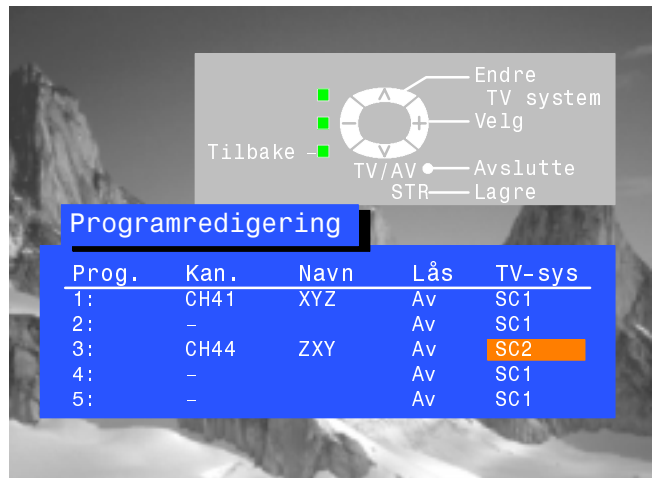 Endre
TV system
Velg
Tilbake
TV/AV Avslutte
STR Lagre
Programredigering
Prog. Kan. Navn Lås TV-sys
1: CH41 XYZ Av SC1
2: – Av SC1
3: CH44 ZXY Av SC2
4: – Av SC1
5: – Av SC1